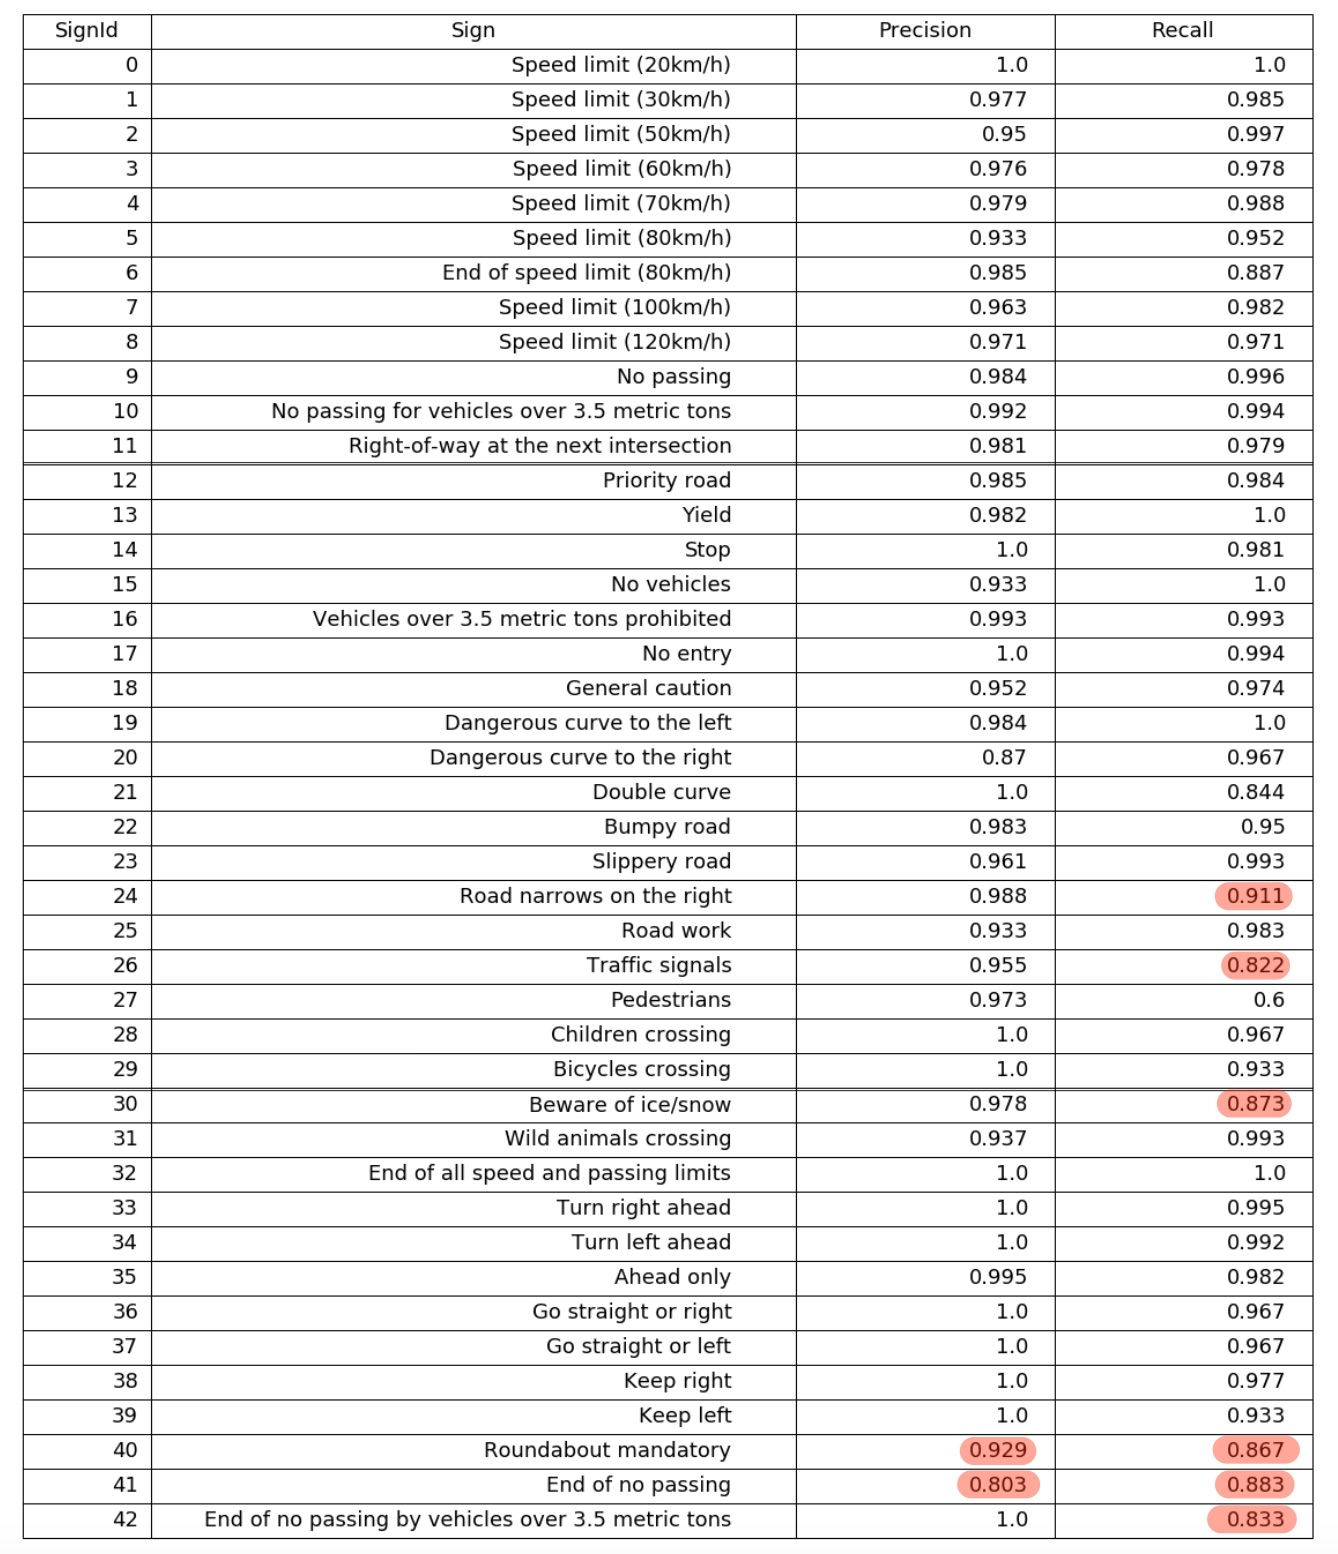 SignId Sign Precision Recall
0 Speed limit (20km/h) 1.0 1.0
1 Speed limit (30km/h) 0.977 0.985
2 Speed limit (50km/h) 0.95 0.997
3 Speed limit (60km/h) 0.976 0.978
4 Speed limit (70km/h) 0.979 0.988
5 Speed limit (80km/h) 0.933 0.952
6 End of speed limit (80km/h) 0.985 0.887
7 Speed limit (100km/h) 0.963 0.982
8 Speed limit (120km/h) 0.971 0.971
9 No passing 0.984 0.996
10 No passing for vehicles over 3.5 metric tons 0.992 0.994
11 Right-of-way at the next intersection 0.981 0.979
12 Priority road 0.985 0.984
13 Yield 0.982 1.0
14 Stop 1.0 0.981
15 No vehicles 0.933 1.0
16 Vehicles over 3.5 metric tons prohibited 0.993 0.993
17 No entry 1.0 0.994
18 General caution 0.952 0.974
19 Dangerous curve to the left 0.984 1.0
20 Dangerous curve to the right 0.87 0.967
21 Double curve 1.0 0.844
22 Bumpy road 0.983 0.95
23 Slippery road 0.961 0.993
24 Road narrows on the right 0.988 0.911
25 Road work 0.933 0.983
26 Traffic signals 0.955 0.822
27 Pedestrians 0.973 0.6
28 Children crossing 1.0 0.967
29 Bicycles crossing 1.0 0.933
30 Beware of ice/snow 0.978 0.873
31 Wild animals crossing 0.937 0.993
32 End of all speed and passing limits 1.0 1.0
33 Turn right ahead 1.0 0.995
34 Turn left ahead 1.0 0.992
35 Ahead only 0.995 0.982
36 Go straight or right 1.0 0.967
37 Go straight or left 1.0 0.967
38 Keep right 1.0 0.977
39 Keep left 1.0 0.933
40 Roundabout mandatory 0.929 0.867
41 End of no passing 0.803 0.883
42 End of no passing by vehicles over 3.5 metric tons 1.0 0.833